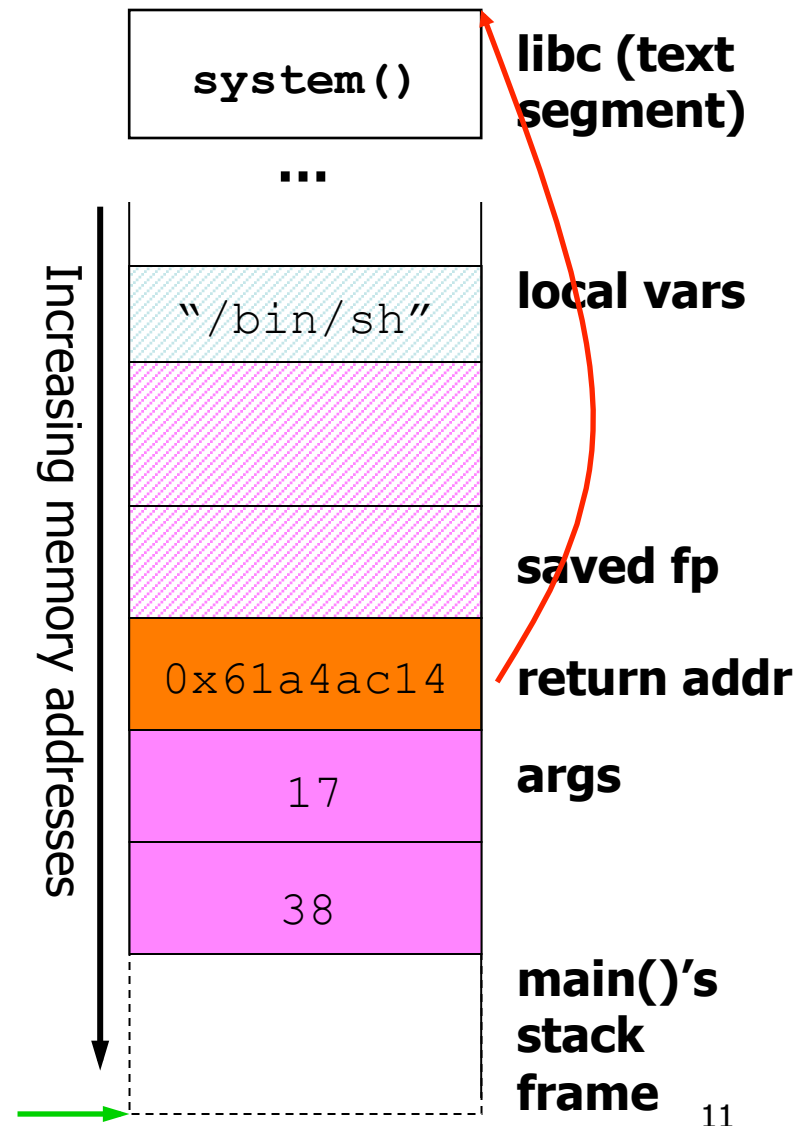 system()
libc (text
segment)
…
Increasing memory addresses
local vars
“/bin/sh”
saved fp
0x61a4ac14
return addr
17
args
38
main()’s
stack
frame
11